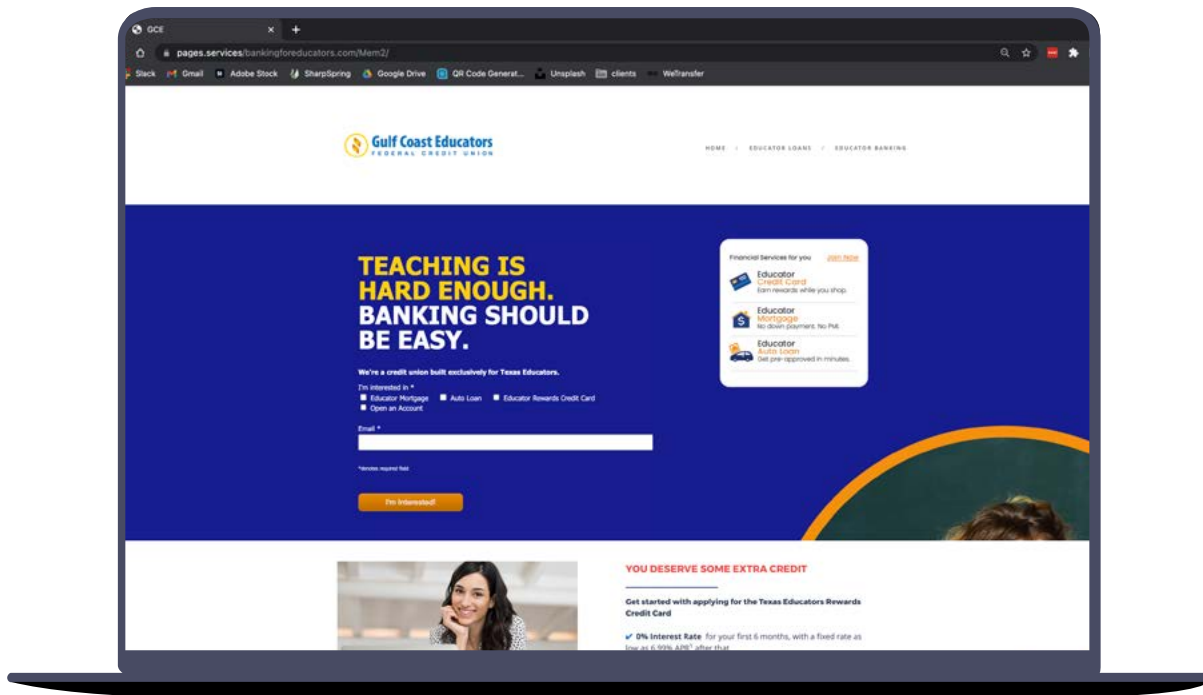 GCE
pages.services/bankingforeducators.com/Mem2/
Slack Gmail Adobe Stock SharpSpring Google Drive QR Code Generat... Unsplash clients WeTransfer
Gulf Coast Educators
FEDERAL CREDIT UNION
HOME / EDUCATOR LOANS / EDUCATOR BANKING
TEACHING IS
HARD ENOUGH.
BANKING SHOULD
BE EASY.
We're a credit union built exclusively for Texas Educators.
I'm interested in *
Educator Mortgage Auto Loan Educator Rewards Credit Card
Open an Account
Email *
*denotes required field
I'm Interested!
Financial Services for you Join Now
Educator
Credit Card
Earn rewards while you shop.
Educator
Mortgage
No down payment. No PMI.
Educator
Auto Loan
Get pre-approved in minutes.
YOU DESERVE SOME EXTRA CREDIT
Get started with applying for the Texas Educators Rewards
Credit Card
✔ 0% Interest Rate for your first 6 months, with a fixed rate as
low as 6.99% APR¹ after that